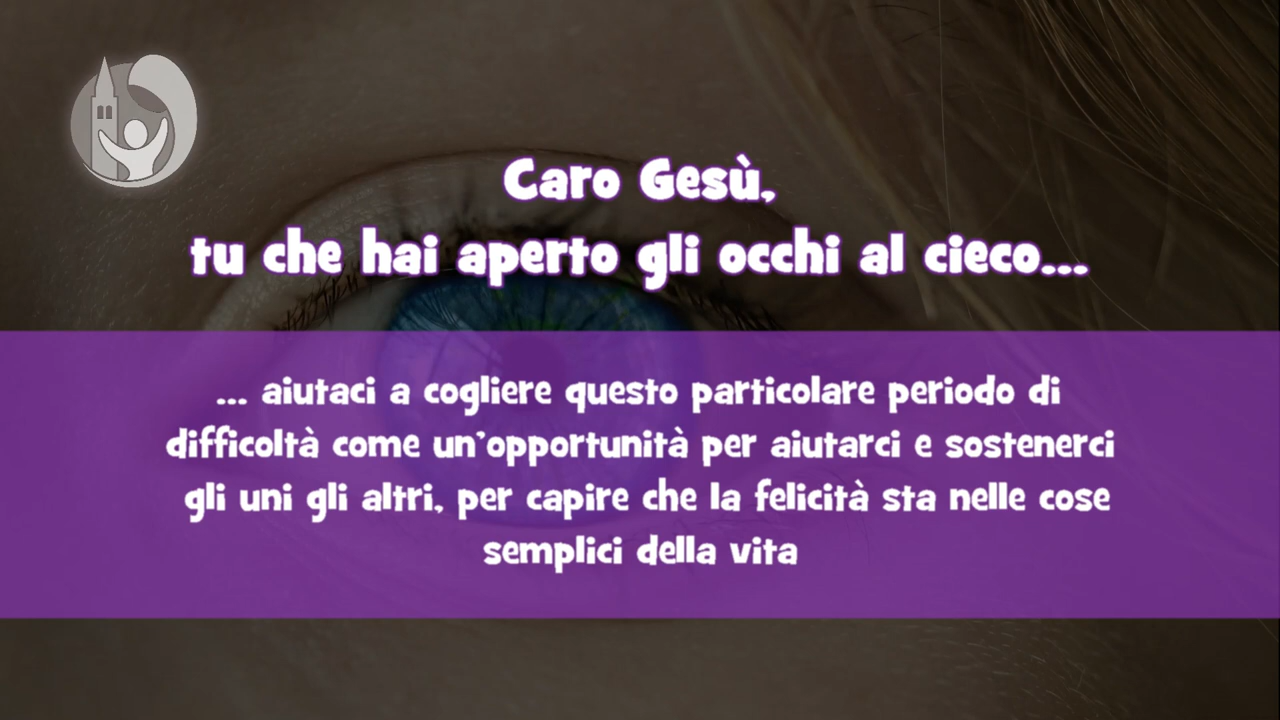 Caro Gesù,
tu che hai aperto gli occhi al cieco...
... aiutaci a cogliere questo particolare periodo di
difficoltà come un'opportunità per aiutarci e sostenerci
gli uni gli altri, per capire che la felicità sta nelle cose
semplici della vita